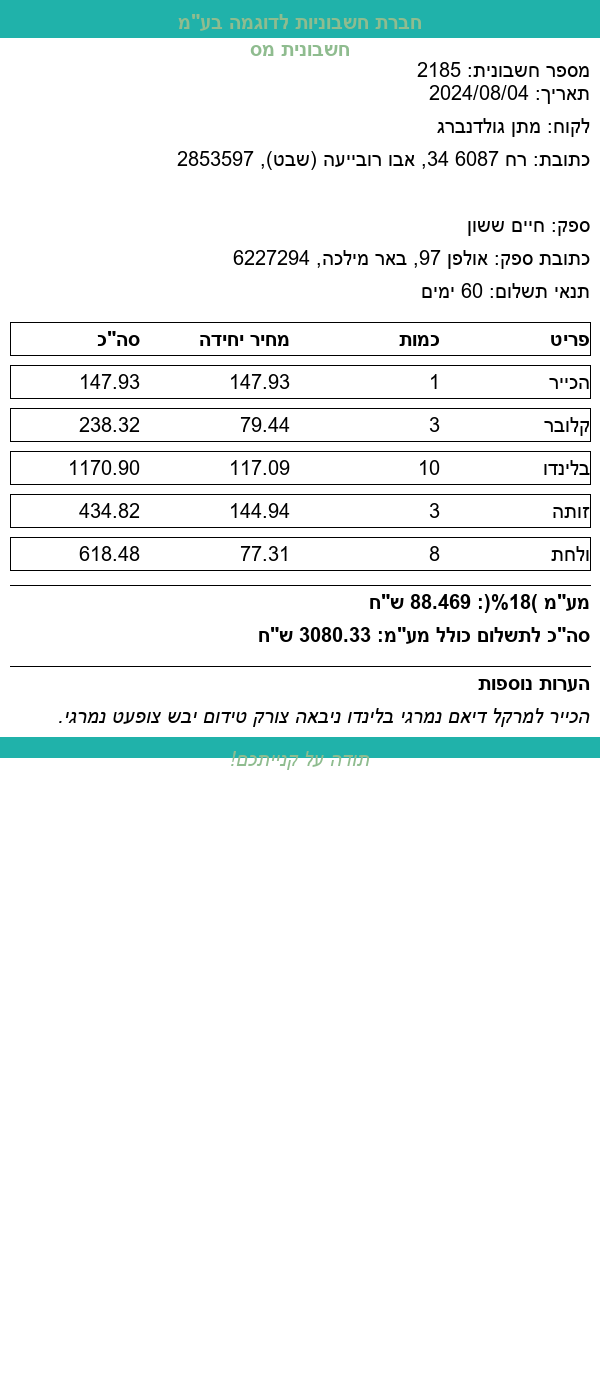 חברת חשבוניות לדוגמה בע"מ
חשבונית מס
מספר חשבונית: 2185
תאריך: 2024/08/04
לקוח: מתן גולדנברג
כתובת: רח 6087 34, אבו רובייעה (שבט), 2853597
ספק: חיים ששון
כתובת ספק: אולפן 97, באר מילכה, 6227294
תנאי תשלום: 60 ימים
פריט כמות מחיר יחידה סה"כ
הכייר 1 147.93 147.93
קלובר 3 79.44 238.32
בלינדו 10 117.09 1170.90
זותה 3 144.94 434.82
ולחת 8 77.31 618.48
מע"מ )18%(: 88.469 ש"ח
סה"כ לתשלום כולל מע"מ: 3080.33 ש"ח
הערות נוספות
הכייר למרקל דיאם נמרגי בלינדו ניבאה צורק טידום יבש צופעט נמרגי.
תודה על קנייתכם!